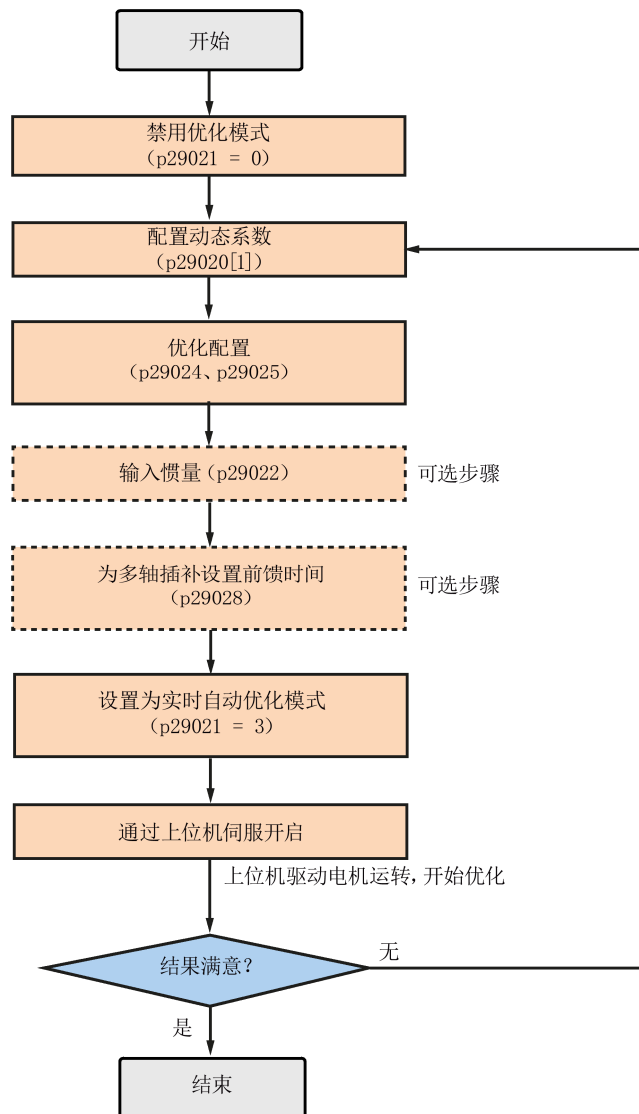 开始
禁用优化模式
(p29021 = 0)
配置动态系数
(p29020[1])
优化配置
(p29024、p29025)
输入惯量(p29022)
可选步骤
为多轴插补设置前馈时间
(p29028)
可选步骤
设置为实时自动优化模式
(p29021 = 3)
通过上位机伺服开启
上位机驱动电机运转,开始优化
结果满意?
无
是
结束